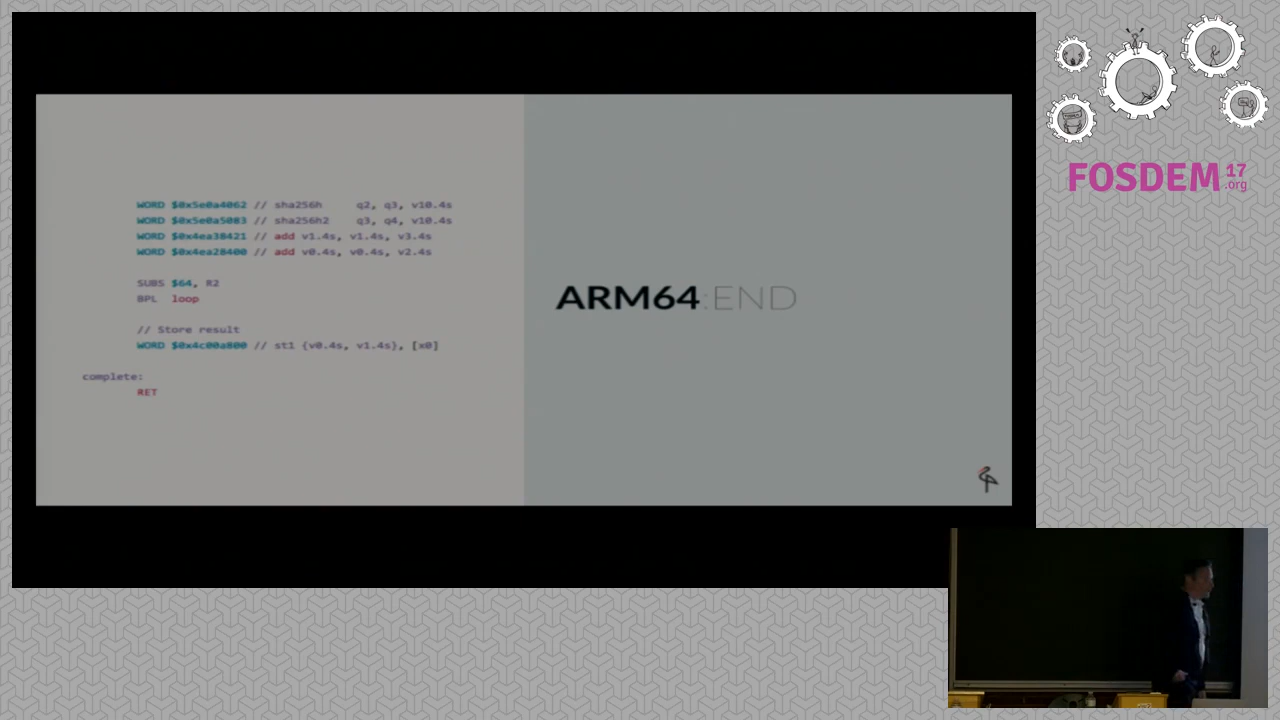 WORD $0x5e0a4062 // sha256h q2, q3, v10.4s
WORD $0x5e0a5083 // sha256h2 q3, q4, v10.4s
WORD $0x4ea38421 // add v1.4s, v1.4s, v3.4s
WORD $0x4ea28400 // add v0.4s, v0.4s, v2.4s
SUBS $64, R2
BPL loop
// Store result
WORD $0x4c00a800 // st1 {v0.4s, v1.4s}, [x0]
complete:
RET
ARM64:END
FOSDEM 17
.org